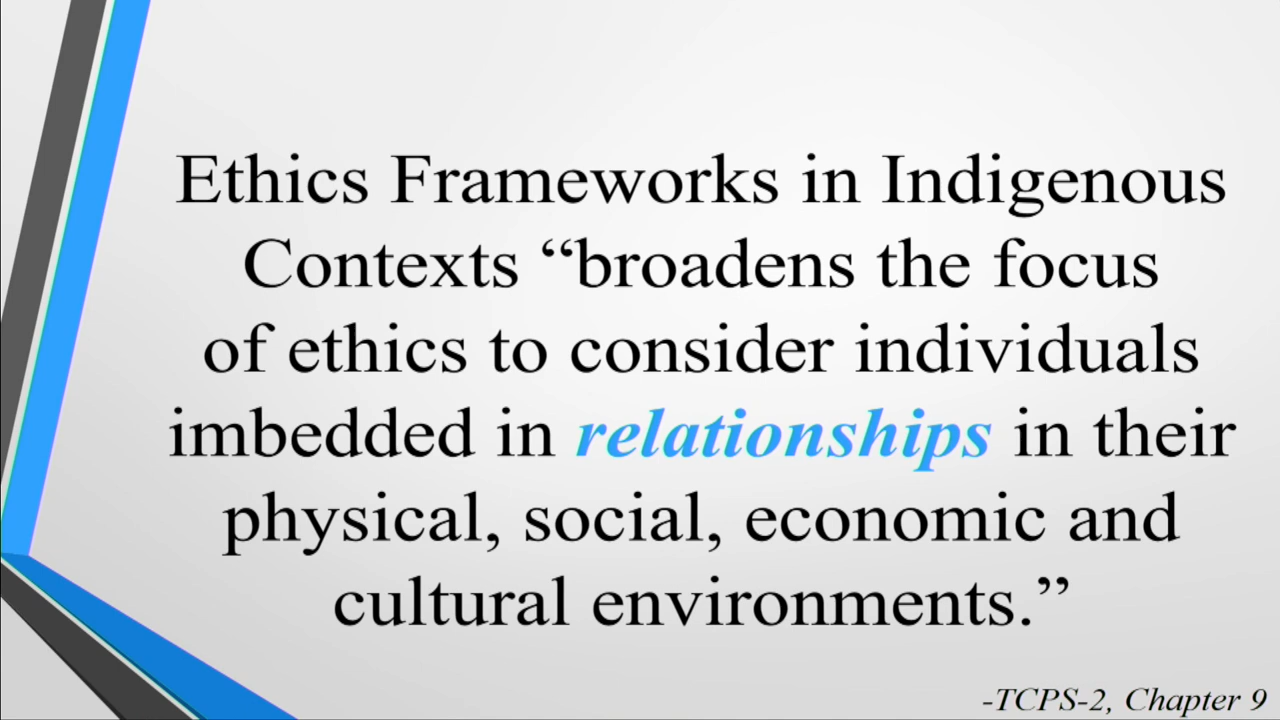 Ethics Frameworks in Indigenous
Contexts “broadens the focus
of ethics to consider individuals
imbedded in relationships in their
physical, social, economic and
cultural environments.”
-TCPS-2, Chapter 9